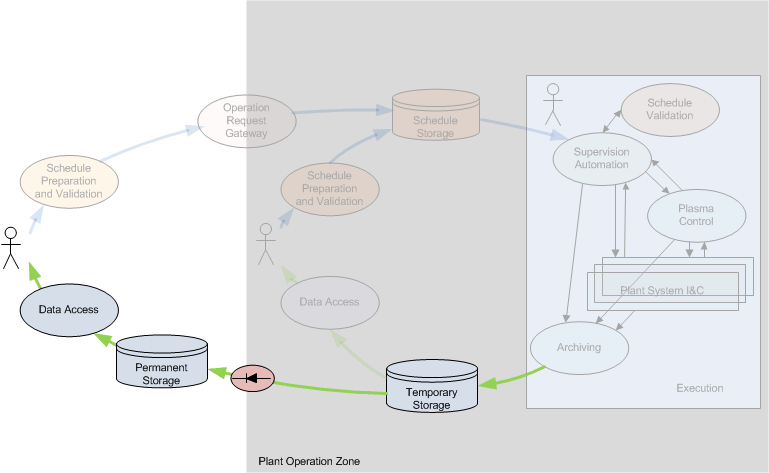 Operation
Request
Gateway
Schedule
Storage
Schedule
Validation
Supervision
Automation
Schedule
Preparation
and Validation
Schedule
Preparation
and Validation
Plasma
Control
Plant System I&C
Data Access
Data Access
Archiving
Permanent
Storage
Temporary
Storage
Execution
Plant Operation Zone